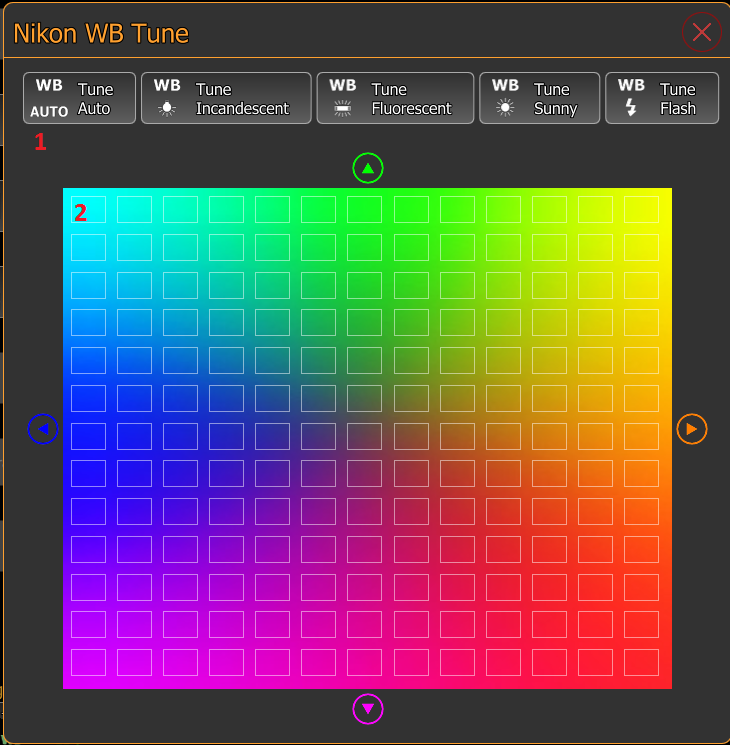 Nikon WB Tune
WB Tune
AUTO Auto
WB Tune
Incandescent
WB Tune
Fluorescent
WB Tune
Sunny
WB Tune
Flash
1
2